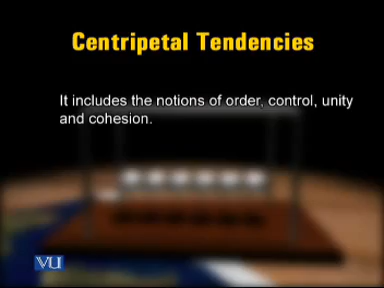 Centripetal Tendencies
It includes the notions of order, control, unity
and cohesion.
VU